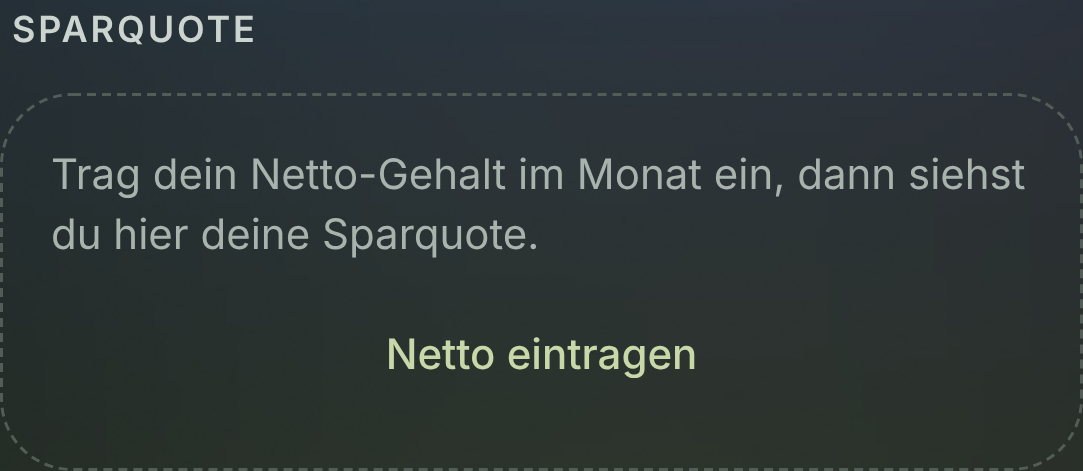 SPARQUOTE
Trag dein Netto-Gehalt im Monat ein, dann siehst
du hier deine Sparquote.
Netto eintragen